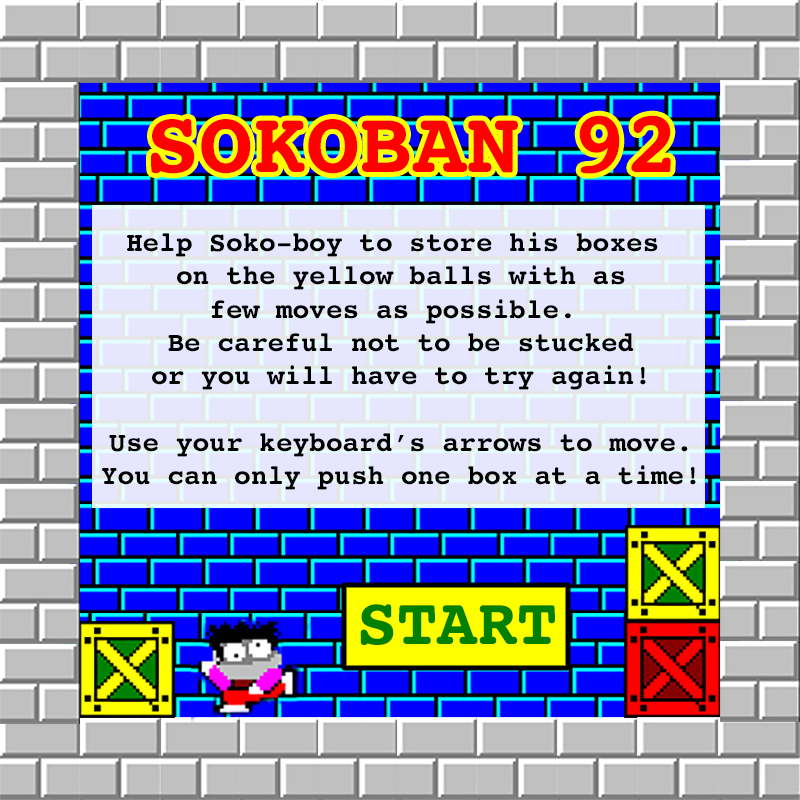 SOKOBAN 92
Help Soko-boy to store his boxes
on the yellow balls with as
few moves as possible.
Be careful not to be stucked
or you will have to try again!
Use your keyboard’s arrows to move.
You can only push one box at a time!
START